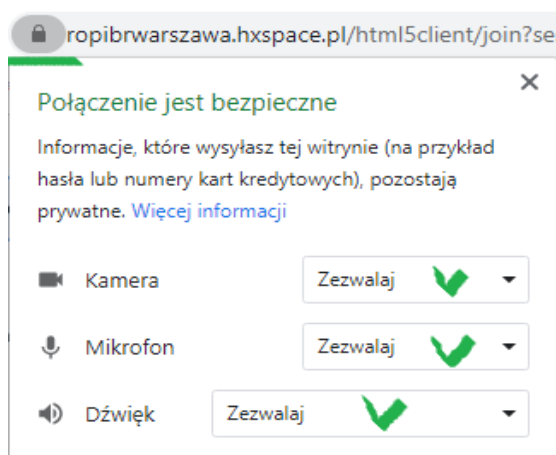 ropibrwarszawa.hxspace.pl/html5client/join?se
Połączenie jest bezpieczne
Informacje, które wysyłasz tej witrynie (na przykład
hasła lub numery kart kredytowych), pozostają
prywatne. Więcej informacji
Kamera Zezwalaj
Mikrofon Zezwalaj
Dźwięk Zezwalaj